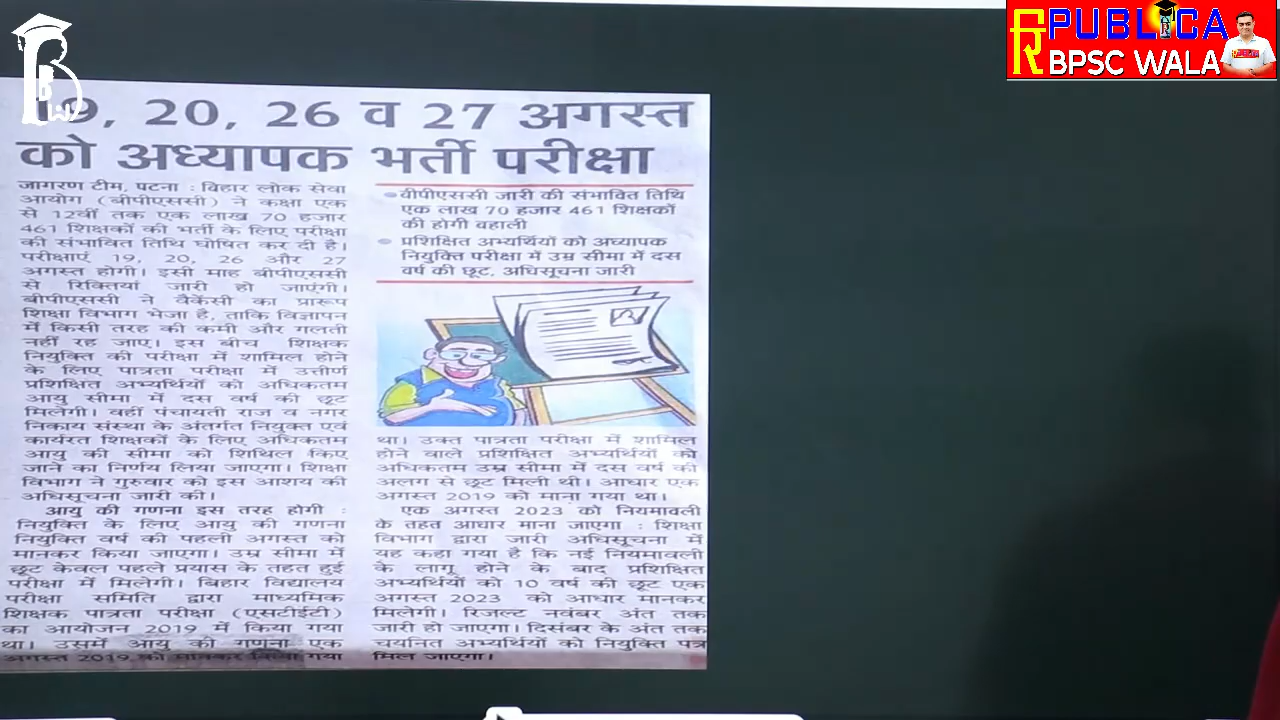 PUBLICA
BPSC WALA
19, 20, 26 व 27 अगस्त
को अध्यापक भर्ती परीक्षा
जागरण टीम, पटना : बिहार लोक सेवा
आयोग (बीपीएससी) ने कक्षा एक
से 12वीं तक एक लाख 70 हजार
461 शिक्षकों की भर्ती के लिए परीक्षा
की संभावित तिथि घोषित कर दी है।
परीक्षाएं 19, 20, 26 और 27
अगस्त होगी। इसी माह बीपीएससी
से रिक्तियां जारी हो जाएंगी।
बीपीएससी ने वैकेंसी का प्रारूप
शिक्षा विभाग भेजा है, ताकि विज्ञापन
में किसी तरह की कमी और गलती
नहीं रह जाए। इस बीच शिक्षक
नियुक्ति की परीक्षा में शामिल होने
के लिए पात्रता परीक्षा में उत्तीर्ण
प्रशिक्षित अभ्यर्थियों को अधिकतम
आयु सीमा में दस वर्ष की छूट
मिलेगी। वहीं पंचायती राज व नगर
निकाय संस्था के अंतर्गत नियुक्त एवं
कार्यरत शिक्षकों के लिए अधिकतम
आयु की सीमा को शिथिल किए
जाने का निर्णय लिया जाएगा। शिक्षा
विभाग ने गुरुवार को इस आशय की
अधिसूचना जारी की।
आयु की गणना इस तरह होगी :
नियुक्ति के लिए आयु की गणना
नियुक्ति वर्ष की पहली अगस्त को
मानकर किया जाएगा। उम्र सीमा में
छूट केवल पहले प्रयास के तहत हुई
परीक्षा में मिलेगी। बिहार विद्यालय
परीक्षा समिति द्वारा माध्यमिक
शिक्षक पात्रता परीक्षा (एसटीईटी)
का आयोजन 2019 में किया गया
था। उसमें आयु की गणना एक
अगस्त 2019 को मानकर किया गया
• बीपीएससी जारी की संभावित तिथि
एक लाख 70 हजार 461 शिक्षकों
की होगी बहाली
• प्रशिक्षित अभ्यर्थियों को अध्यापक
नियुक्ति परीक्षा में उम्र सीमा में दस
वर्ष की छूट, अधिसूचना जारी
था। उक्त पात्रता परीक्षा में शामिल
होने वाले प्रशिक्षित अभ्यर्थियों को
अधिकतम उम्र सीमा में दस वर्ष की
अलग से छूट मिली थी। आधार एक
अगस्त 2019 को माना गया था।
एक अगस्त 2023 को नियमावली
के तहत आधार माना जाएगा : शिक्षा
विभाग द्वारा जारी अधिसूचना में
यह कहा गया है कि नई नियमावली
के लागू होने के बाद प्रशिक्षित
अभ्यर्थियों को 10 वर्ष की छूट एक
अगस्त 2023 को आधार मानकर
मिलेगी। रिजल्ट नवंबर अंत तक
जारी हो जाएगा। दिसंबर के अंत तक
चयनित अभ्यर्थियों को नियुक्ति पत्र
मिल जाएगा।